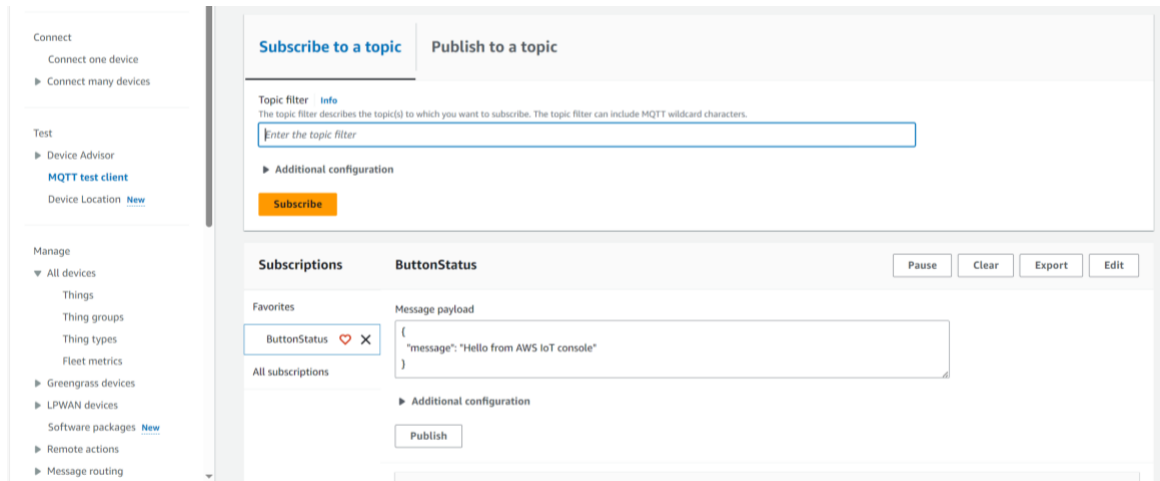 Connect
Connect one device
Connect many devices
Test
Device Advisor
MQTT test client
Device Location New
Manage
All devices
Things
Thing groups
Thing types
Fleet metrics
Greengrass devices
LPWAN devices
Software packages New
Remote actions
Message routing
Subscribe to a topic
Publish to a topic
Topic filter Info
The topic filter describes the topic(s) to which you want to subscribe. The topic filter can include MQTT wildcard characters.
Enter the topic filter
Additional configuration
Subscribe
Subscriptions
Favorites
ButtonStatus
All subscriptions
ButtonStatus
Pause Clear Export Edit
Message payload
{
"message": "Hello from AWS IoT console"
}
Additional configuration
Publish